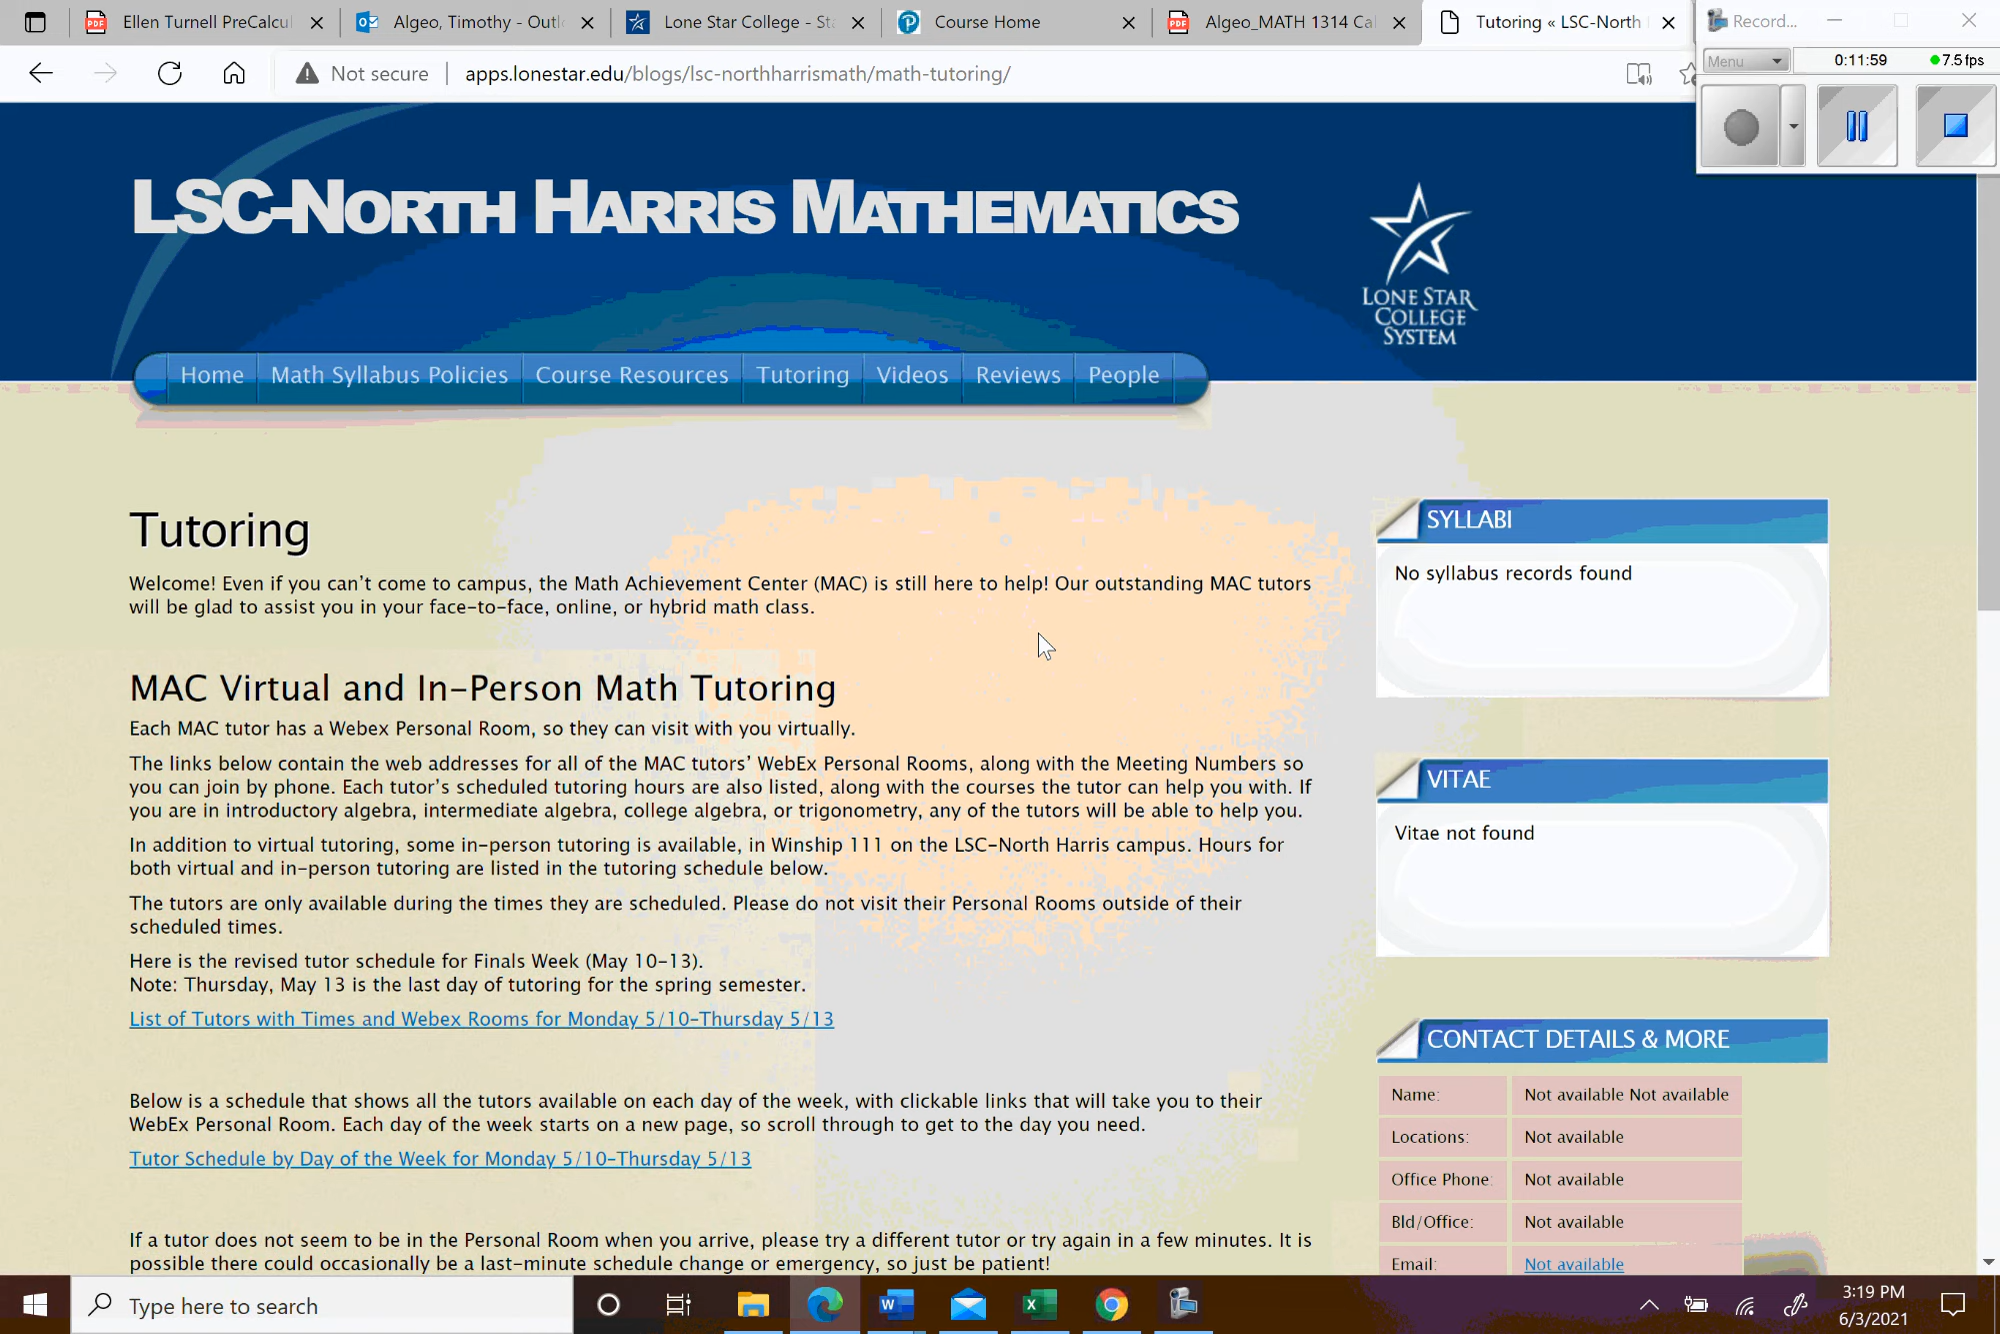 Ellen Turnell PreCalcu
Algeo, Timothy - Outl
Lone Star College - Sta
Course Home
Algeo_MATH 1314 Cal
Tutoring « LSC-North
Record...
Not secure
apps.lonestar.edu/blogs/lsc-northharrismath/math-tutoring/
Menu
0:11:59
7.5 fps
LSC-NORTH HARRIS MATHEMATICS
LONE STAR
COLLEGE
SYSTEM
Home
Math Syllabus Policies
Course Resources
Tutoring
Videos
Reviews
People
Tutoring
Welcome! Even if you can't come to campus, the Math Achievement Center (MAC) is still here to help! Our outstanding MAC tutors
will be glad to assist you in your face-to-face, online, or hybrid math class.
MAC Virtual and In-Person Math Tutoring
Each MAC tutor has a Webex Personal Room, so they can visit with you virtually.
The links below contain the web addresses for all of the MAC tutors' WebEx Personal Rooms, along with the Meeting Numbers so
you can join by phone. Each tutor's scheduled tutoring hours are also listed, along with the courses the tutor can help you with. If
you are in introductory algebra, intermediate algebra, college algebra, or trigonometry, any of the tutors will be able to help you.
In addition to virtual tutoring, some in-person tutoring is available, in Winship 111 on the LSC-North Harris campus. Hours for
both virtual and in-person tutoring are listed in the tutoring schedule below.
The tutors are only available during the times they are scheduled. Please do not visit their Personal Rooms outside of their
scheduled times.
Here is the revised tutor schedule for Finals Week (May 10-13).
Note: Thursday, May 13 is the last day of tutoring for the spring semester.
List of Tutors with Times and Webex Rooms for Monday 5/10-Thursday 5/13
Below is a schedule that shows all the tutors available on each day of the week, with clickable links that will take you to their
WebEx Personal Room. Each day of the week starts on a new page, so scroll through to get to the day you need.
Tutor Schedule by Day of the Week for Monday 5/10-Thursday 5/13
If a tutor does not seem to be in the Personal Room when you arrive, please try a different tutor or try again in a few minutes. It is
possible there could occasionally be a last-minute schedule change or emergency, so just be patient!
SYLLABI
No syllabus records found
VITAE
Vitae not found
CONTACT DETAILS & MORE
Name: Not available Not available
Locations: Not available
Office Phone: Not available
Bld/Office: Not available
Email: Not available
Type here to search
3:19 PM
6/3/2021